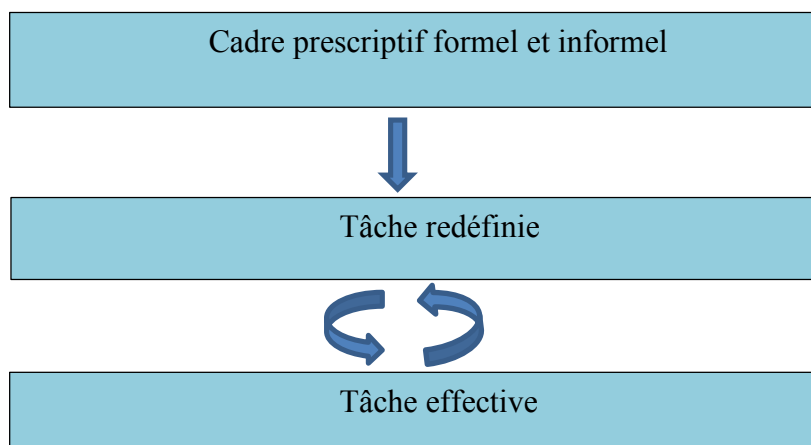 Cadre prescriptif formel et informel
Tâche redéfinie
Tâche effective